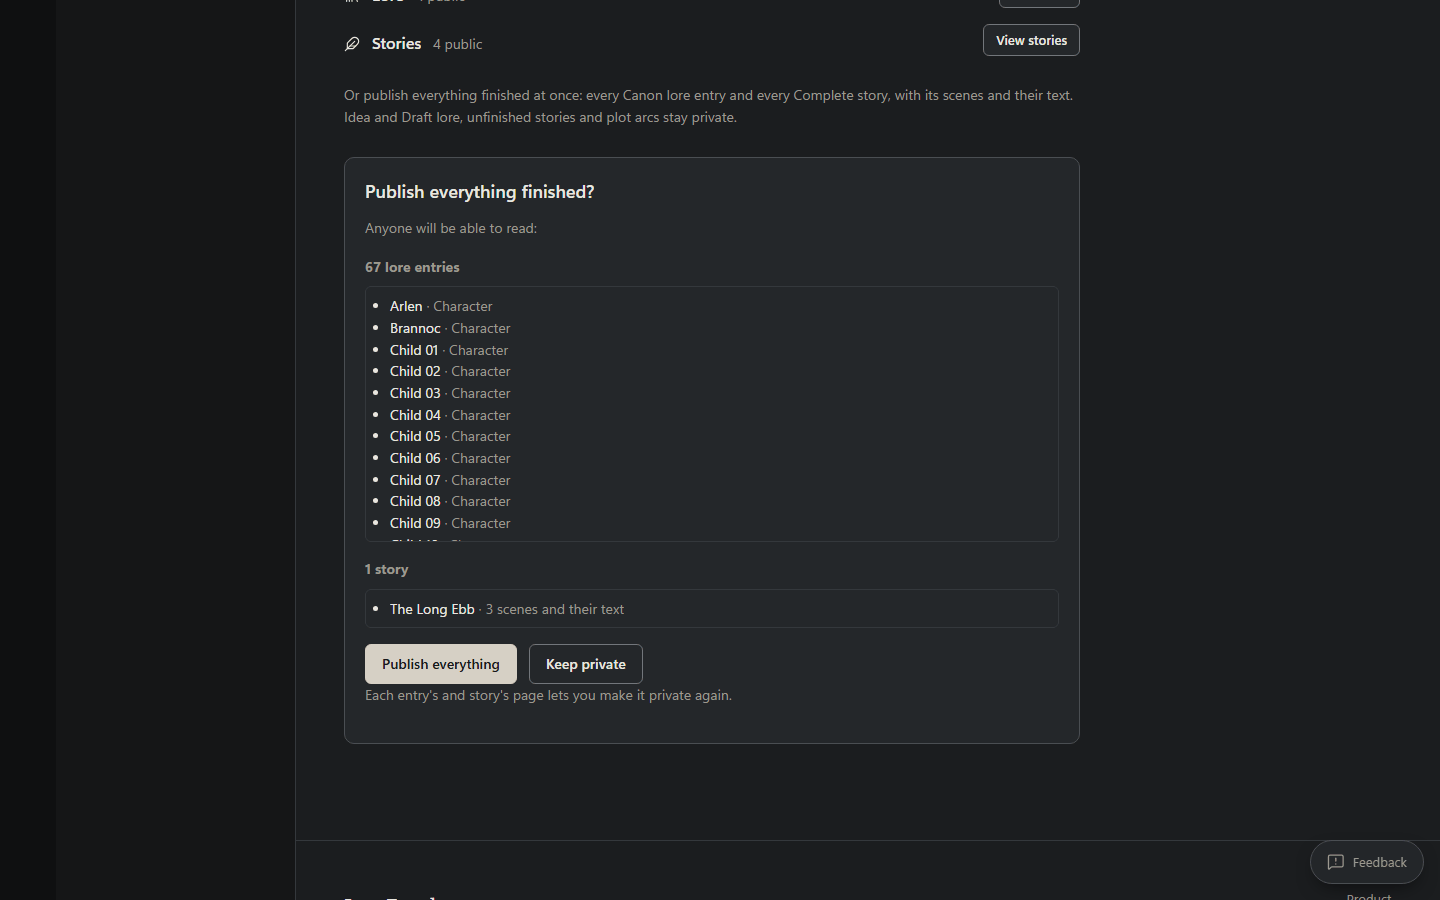 Stories 4 public
View stories
Or publish everything finished at once: every Canon lore entry and every Complete story, with its scenes and their text.
Idea and Draft lore, unfinished stories and plot arcs stay private.
Publish everything finished?
Anyone will be able to read:
67 lore entries
Arlen · Character
Brannoc · Character
Child 01 · Character
Child 02 · Character
Child 03 · Character
Child 04 · Character
Child 05 · Character
Child 06 · Character
Child 07 · Character
Child 08 · Character
Child 09 · Character
1 story
The Long Ebb · 3 scenes and their text
Publish everything
Keep private
Each entry's and story's page lets you make it private again.
Feedback
Product